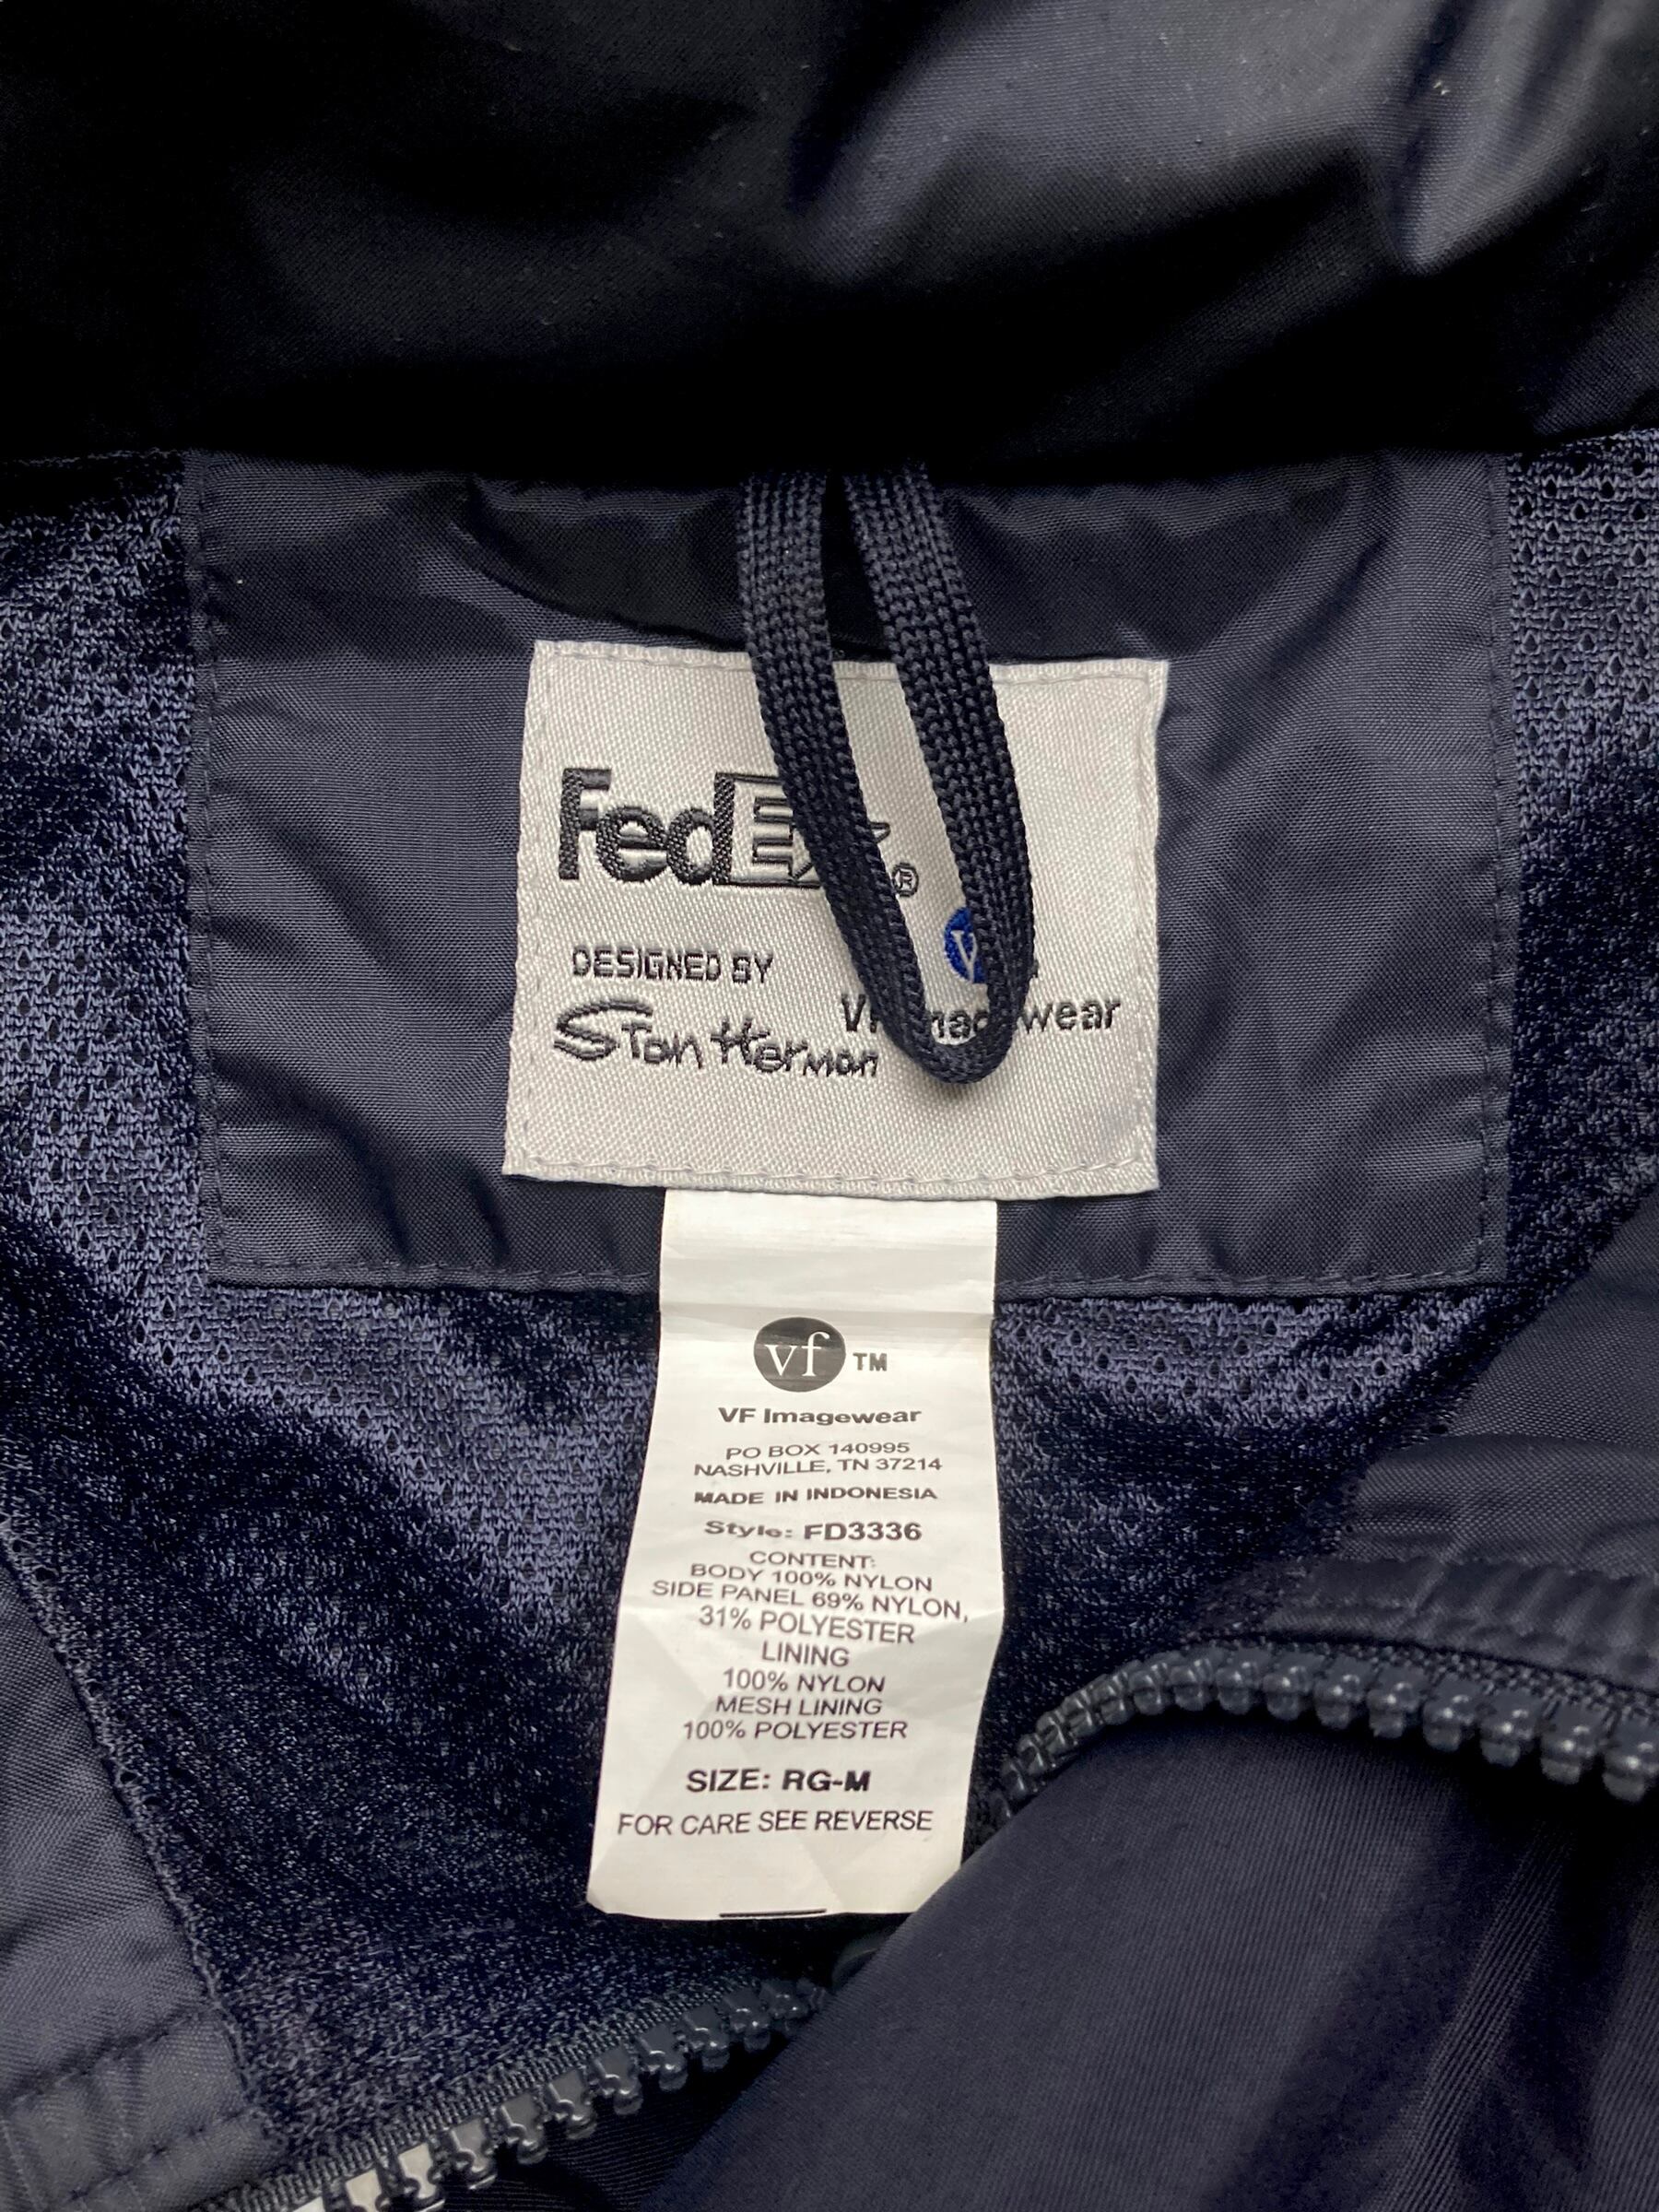 FedEx®
DESIGNED BY
Stan Herman
wear
vf TM
VF Imagewear
PO BOX 140995
NASHVILLE, TN 37214
MADE IN INDONESIA
Style: FD3336
CONTENT:
BODY 100% NYLON
SIDE PANEL 69% NYLON,
31% POLYESTER
LINING
100% NYLON
MESH LINING
100% POLYESTER
SIZE: RG-M
FOR CARE SEE REVERSE